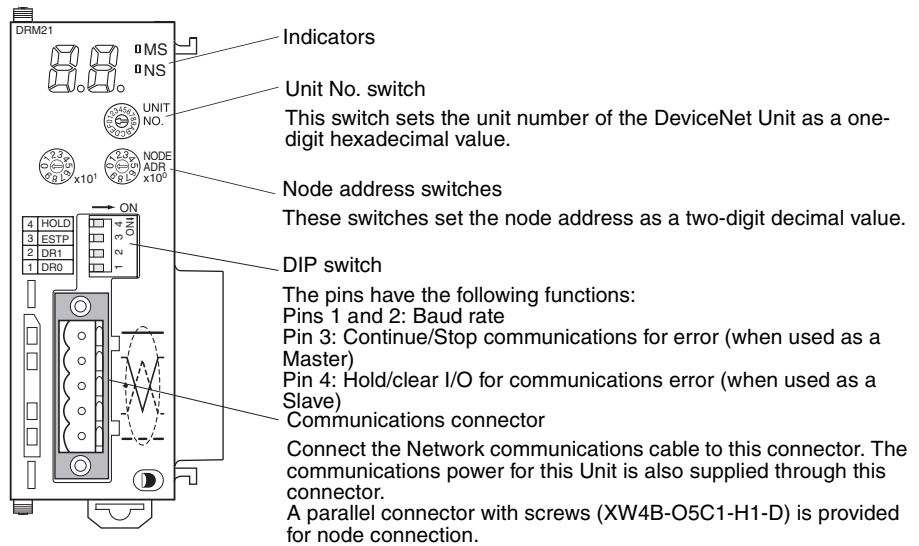 DRM21
MS
NS
UNIT
NO.
NODE
ADR
x10¹
x10⁰
ON
4 HOLD
3 ESTP
2 DR1
1 DR0
ON
4
3
2
1
Indicators
Unit No. switch
This switch sets the unit number of the DeviceNet Unit as a one-
digit hexadecimal value.
Node address switches
These switches set the node address as a two-digit decimal value.
DIP switch
The pins have the following functions:
Pins 1 and 2: Baud rate
Pin 3: Continue/Stop communications for error (when used as a
Master)
Pin 4: Hold/clear I/O for communications error (when used as a
Slave)
Communications connector
Connect the Network communications cable to this connector. The
communications power for this Unit is also supplied through this
connector.
A parallel connector with screws (XW4B-O5C1-H1-D) is provided
for node connection.